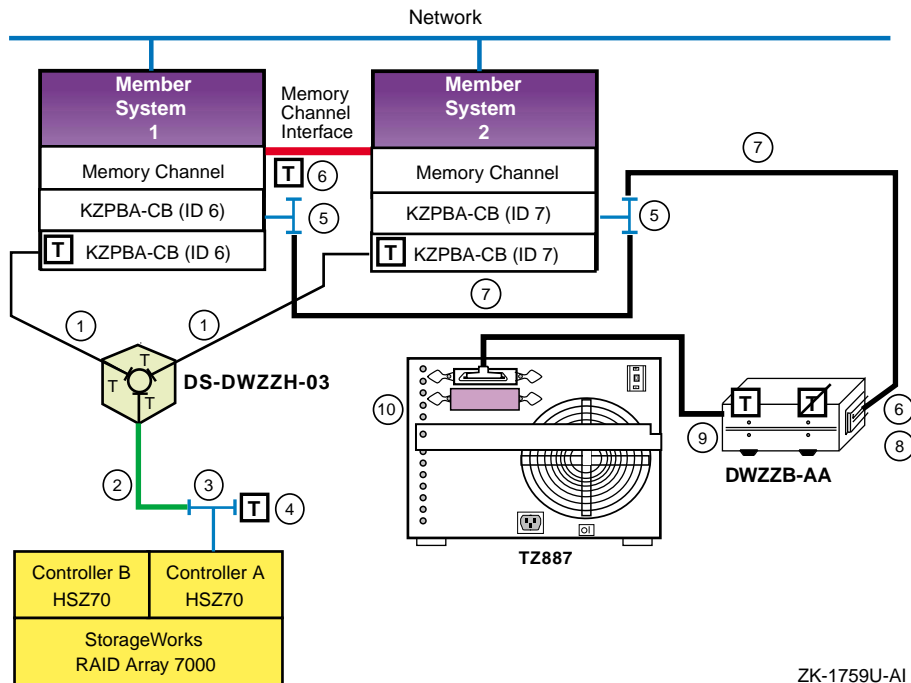 Network
Member
System
1
Memory
Channel
Interface
Member
System
2
7
Memory Channel
T
6
Memory Channel
KZPBA-CB (ID 6)
5
KZPBA-CB (ID 7)
5
T
KZPBA-CB (ID 6)
T
KZPBA-CB (ID 7)
7
1
1
T
T
T
DS-DWZZH-03
10
T
T
6
9
8
DWZZB-AA
2
3
T
4
TZ887
Controller B
HSZ70
Controller A
HSZ70
StorageWorks
RAID Array 7000
ZK-1759U-AI